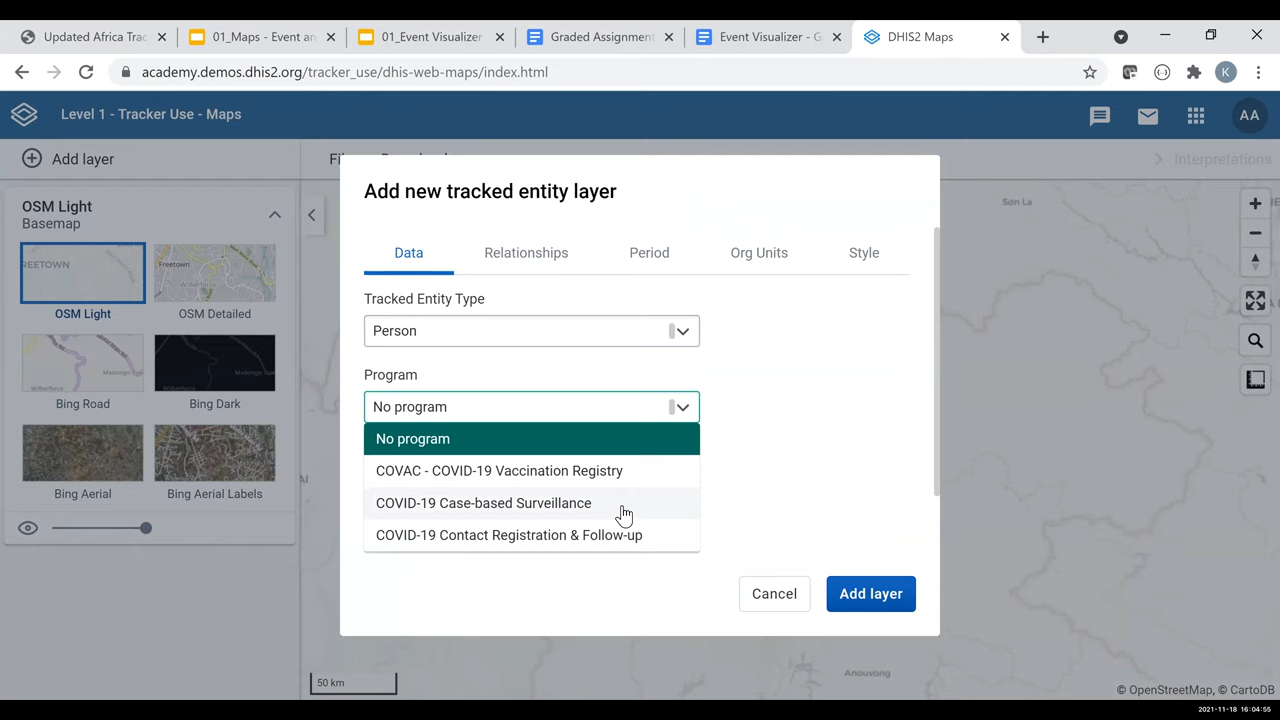 Updated Africa Trac
01_Maps - Event an
01_Event Visualizer
Graded Assignment
Event Visualizer - G
DHIS2 Maps
academy.demos.dhis2.org/tracker_use/dhis-web-maps/index.html
K
Level 1 - Tracker Use - Maps
AA
Add layer
Interpretations
OSM Light
Basemap
REETOWN
Freetown
Wilberforce
OSM Light
OSM Detailed
Wilberforce
Bing Road
Bing Dark
Bing Aerial
Bing Aerial Labels
Add new tracked entity layer
Data
Relationships
Period
Org Units
Style
Tracked Entity Type
Person
Program
No program
No program
COVAC - COVID-19 Vaccination Registry
COVID-19 Case-based Surveillance
COVID-19 Contact Registration & Follow-up
Cancel
Add layer
Sơn La
Anouvong
50 km
© OpenStreetMap, © CartoDB
2021-11-18 16:04:55